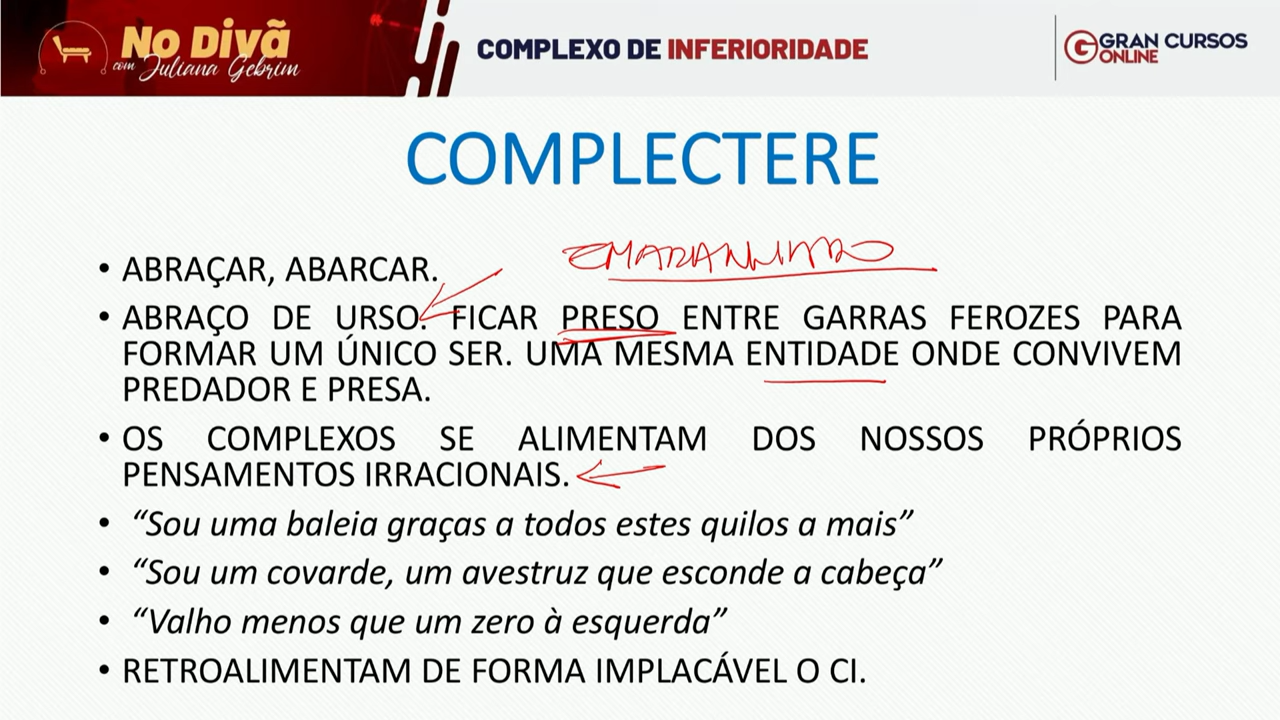 No Divã
com Juliana Gebrim
COMPLEXO DE INFERIORIDADE
GRAN CURSOS
ONLINE
COMPLECTERE
• ABRAÇAR, ABARCAR.
• ABRAÇO DE URSO. FICAR PRESO ENTRE GARRAS FEROZES PARA
FORMAR UM ÚNICO SER. UMA MESMA ENTIDADE ONDE CONVIVEM
PREDADOR E PRESA.
• OS COMPLEXOS SE ALIMENTAM DOS NOSSOS PRÓPRIOS
PENSAMENTOS IRRACIONAIS.
• “Sou uma baleia graças a todos estes quilos a mais”
• “Sou um covarde, um avestruz que esconde a cabeça”
• “Valho menos que um zero à esquerda”
• RETROALIMENTAM DE FORMA IMPLACÁVEL O CI.